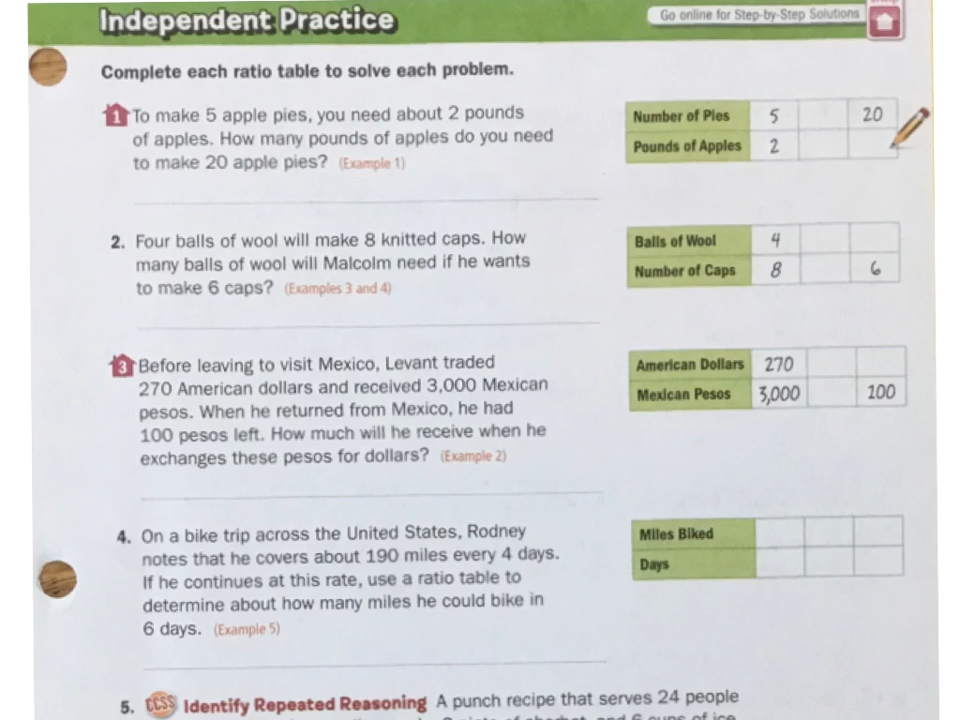 Independent Practice
Go online for Step-by-Step Solutions
Complete each ratio table to solve each problem.
1 To make 5 apple pies, you need about 2 pounds
of apples. How many pounds of apples do you need
to make 20 apple pies? (Example 1)
Number of Pies 5 20
Pounds of Apples 2
2. Four balls of wool will make 8 knitted caps. How
many balls of wool will Malcolm need if he wants
to make 6 caps? (Examples 3 and 4)
Balls of Wool 4
Number of Caps 8 6
3 Before leaving to visit Mexico, Levant traded
270 American dollars and received 3,000 Mexican
pesos. When he returned from Mexico, he had
100 pesos left. How much will he receive when he
exchanges these pesos for dollars? (Example 2)
American Dollars 270
Mexican Pesos 3,000 100
4. On a bike trip across the United States, Rodney
notes that he covers about 190 miles every 4 days.
If he continues at this rate, use a ratio table to
determine about how many miles he could bike in
6 days. (Example 5)
Miles Biked
Days
5. CCSS Identify Repeated Reasoning A punch recipe that serves 24 people